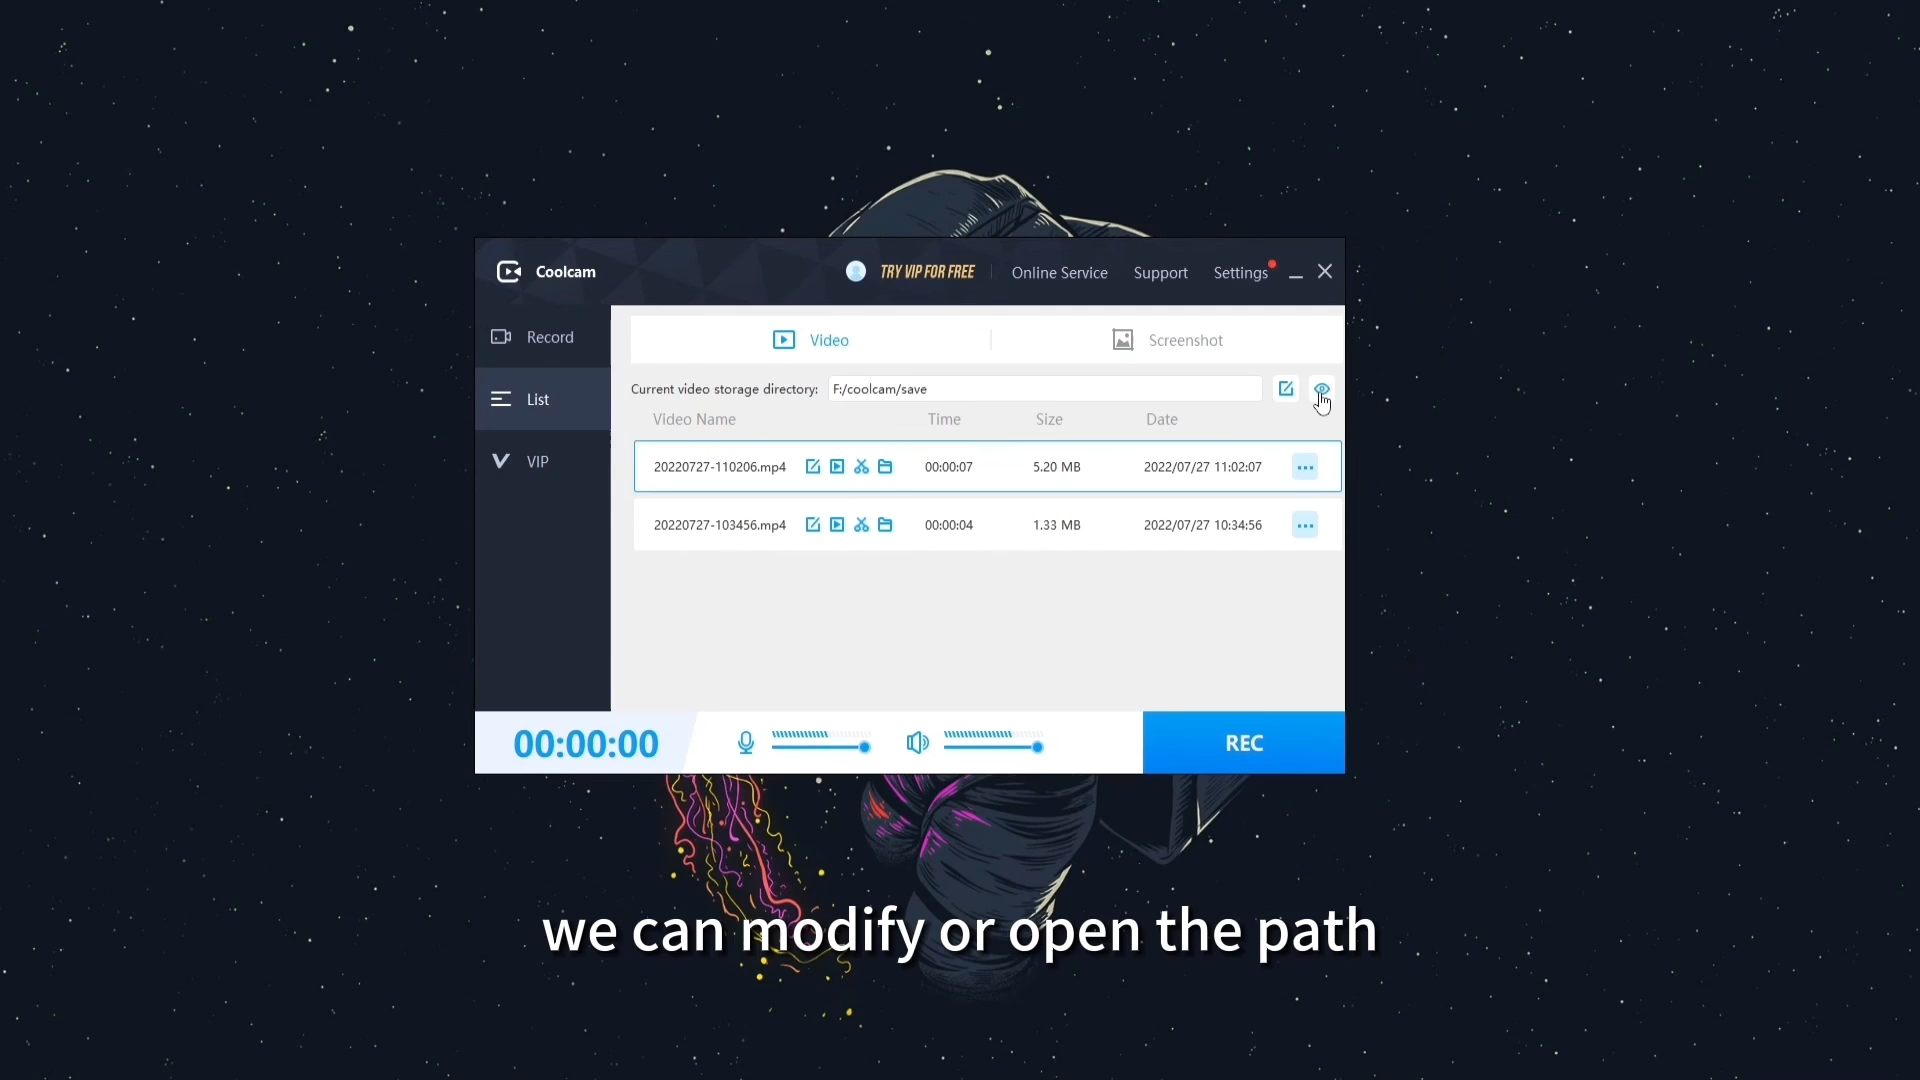 Coolcam
TRY VIP FOR FREE
Online Service
Support
Settings
Record
List
VIP
Video
Screenshot
Current video storage directory: F:/coolcam/save
Video Name Time Size Date
20220727-110206.mp4 00:00:07 5.20 MB 2022/07/27 11:02:07
20220727-103456.mp4 00:00:04 1.33 MB 2022/07/27 10:34:56
00:00:00
REC
we can modify or open the path